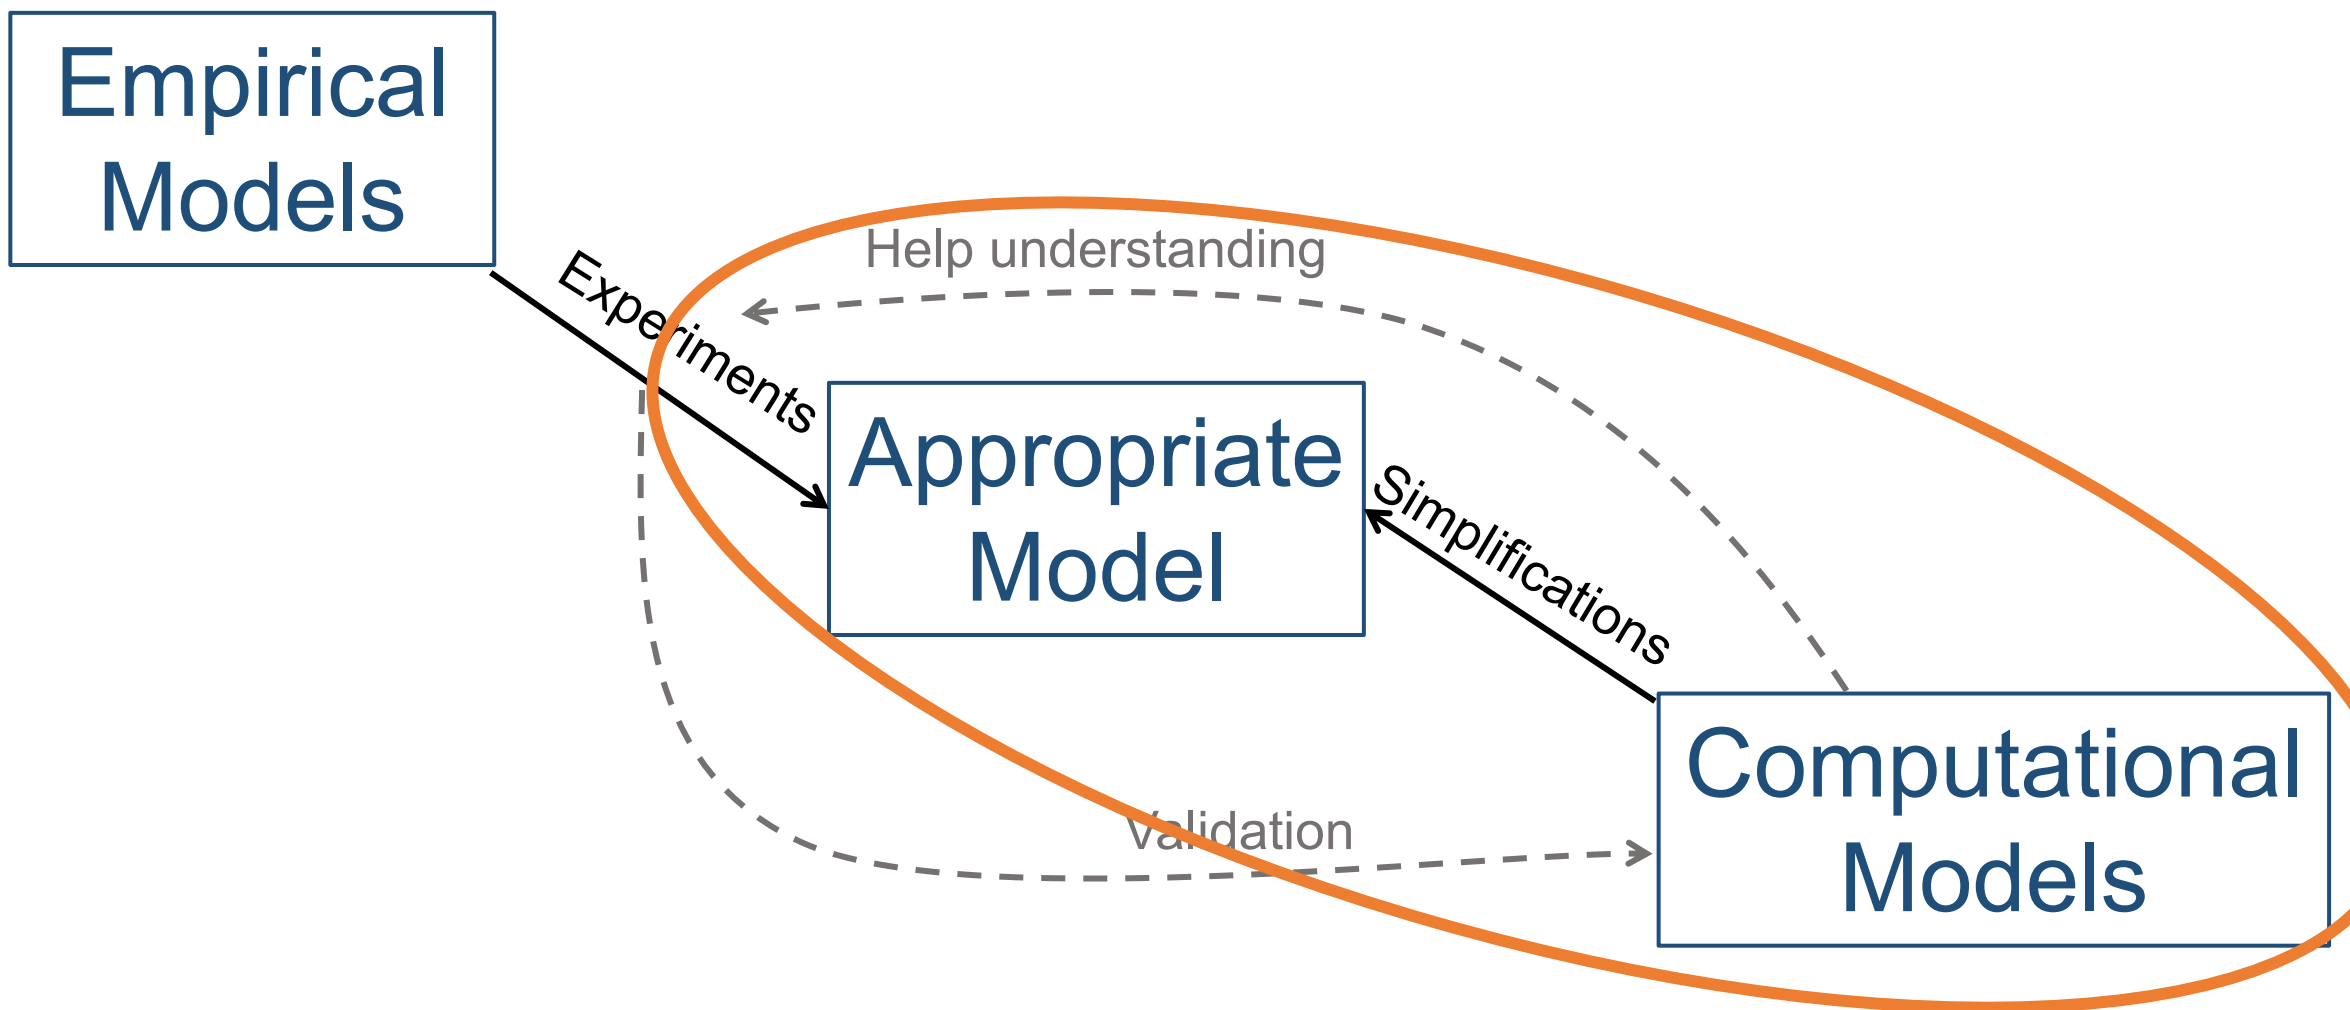 Empirical
Models
Help understanding
Experiments
Appropriate
Model
Simplifications
Computational
Models
Validation